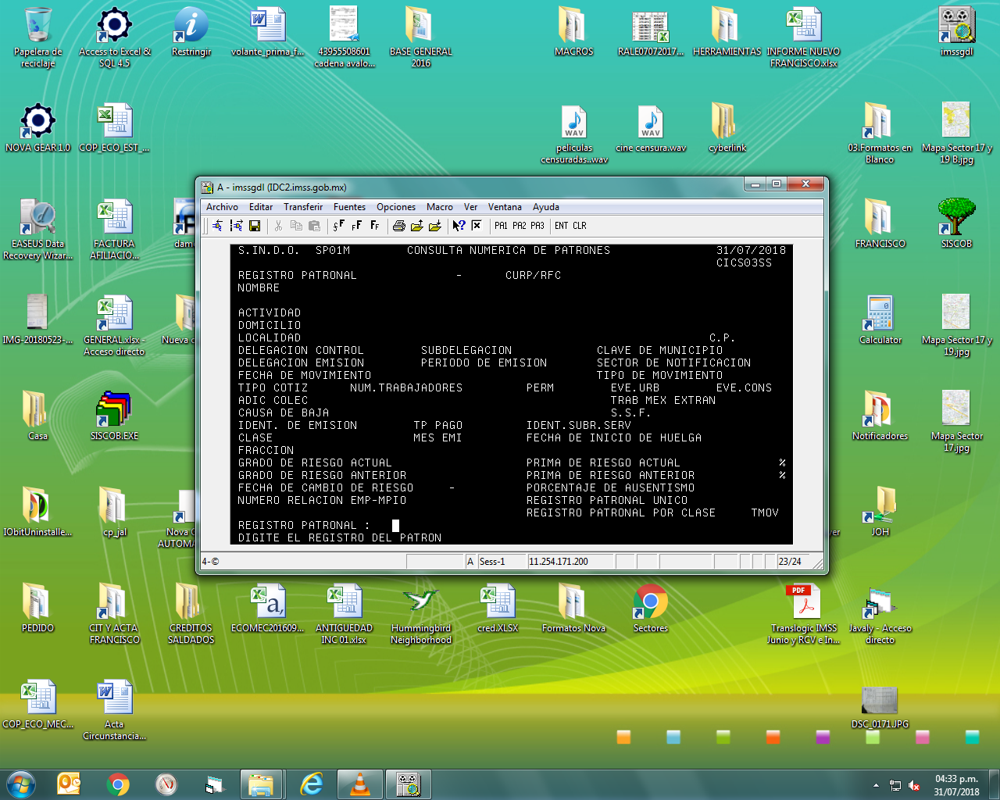 Papelera de reciclaje
Access to Excel & SQL 4.5
Restringir
volante_prima_f...
43955508601 cadena avalo...
BASE GENERAL 2016
MACROS
RALE07072017...
HERRAMIENTAS
INFORME NUEVO FRANCISCO.xlsx
imssgdl
NOVA GEAR 1.0
COP_ECO_EST_...
WAV
peliculas censuradas..wav
WAV
cine censura.wav
cyberlink
03.Formatos en Blanco
Mapa Sector 17 y 19 B.jpg
A - imssgdl (IDC2.imss.gob.mx)
Archivo Editar Transferir Fuentes Opciones Macro Ver Ventana Ayuda
PA1 PA2 PA3 ENT CLR
S.IN.D.O. SP01M CONSULTA NUMERICA DE PATRONES 31/07/2018
CICS03SS
REGISTRO PATRONAL - CURP/RFC
NOMBRE
ACTIVIDAD
DOMICILIO
LOCALIDAD C.P.
DELEGACION CONTROL SUBDELEGACION CLAVE DE MUNICIPIO
DELEGACION EMISION PERIODO DE EMISION SECTOR DE NOTIFICACION
FECHA DE MOVIMIENTO TIPO DE MOVIMIENTO
TIPO COTIZ NUM.TRABAJADORES PERM EVE.URB EVE.CONS
ADIC COLEC TRAB MEX EXTRAN
CAUSA DE BAJA S.S.F.
IDENT. DE EMISION TP PAGO IDENT.SUBR.SERV
CLASE MES EMI FECHA DE INICIO DE HUELGA
FRACCION
GRADO DE RIESGO ACTUAL PRIMA DE RIESGO ACTUAL %
GRADO DE RIESGO ANTERIOR PRIMA DE RIESGO ANTERIOR %
FECHA DE CAMBIO DE RIESGO - PORCENTAJE DE AUSENTISMO
NUMERO RELACION EMP-MPIO REGISTRO PATRONAL UNICO
REGISTRO PATRONAL POR CLASE TMOV
REGISTRO PATRONAL :
DIGITE EL REGISTRO DEL PATRON
4-© A Sess-1 11.254.171.200 23/24
EASEUS Data Recovery Wizar...
FACTURA AFILIACIO...
dam
FRANCISCO
SISCOB
IMG-20180523-...
GENERAL.xlsx - Acceso directo
Nueva c
Calculator
Mapa Sector 17 y 19.jpg
Casa
SISCOB.EXE
Notificadores
Mapa Sector 17.jpg
IObitUninstalle...
cp_jal
Nova G
AUTOMA
ver
JOH
PEDIDO
CIT Y ACTA FRANCISCO
CREDITOS SALDADOS
ECOMEC201609...
ANTIGUEDAD INC 01.xlsx
Hummingbird Neighborhood
cred.XLSX
Formatos Nova
Sectores
PDF
Translogic IMSS Junio y RCV e In...
Javaly - Acceso directo
COP_ECO_MEC...
Acta Circunstancia...
DSC_0171.JPG
04:33 p.m.
31/07/2018